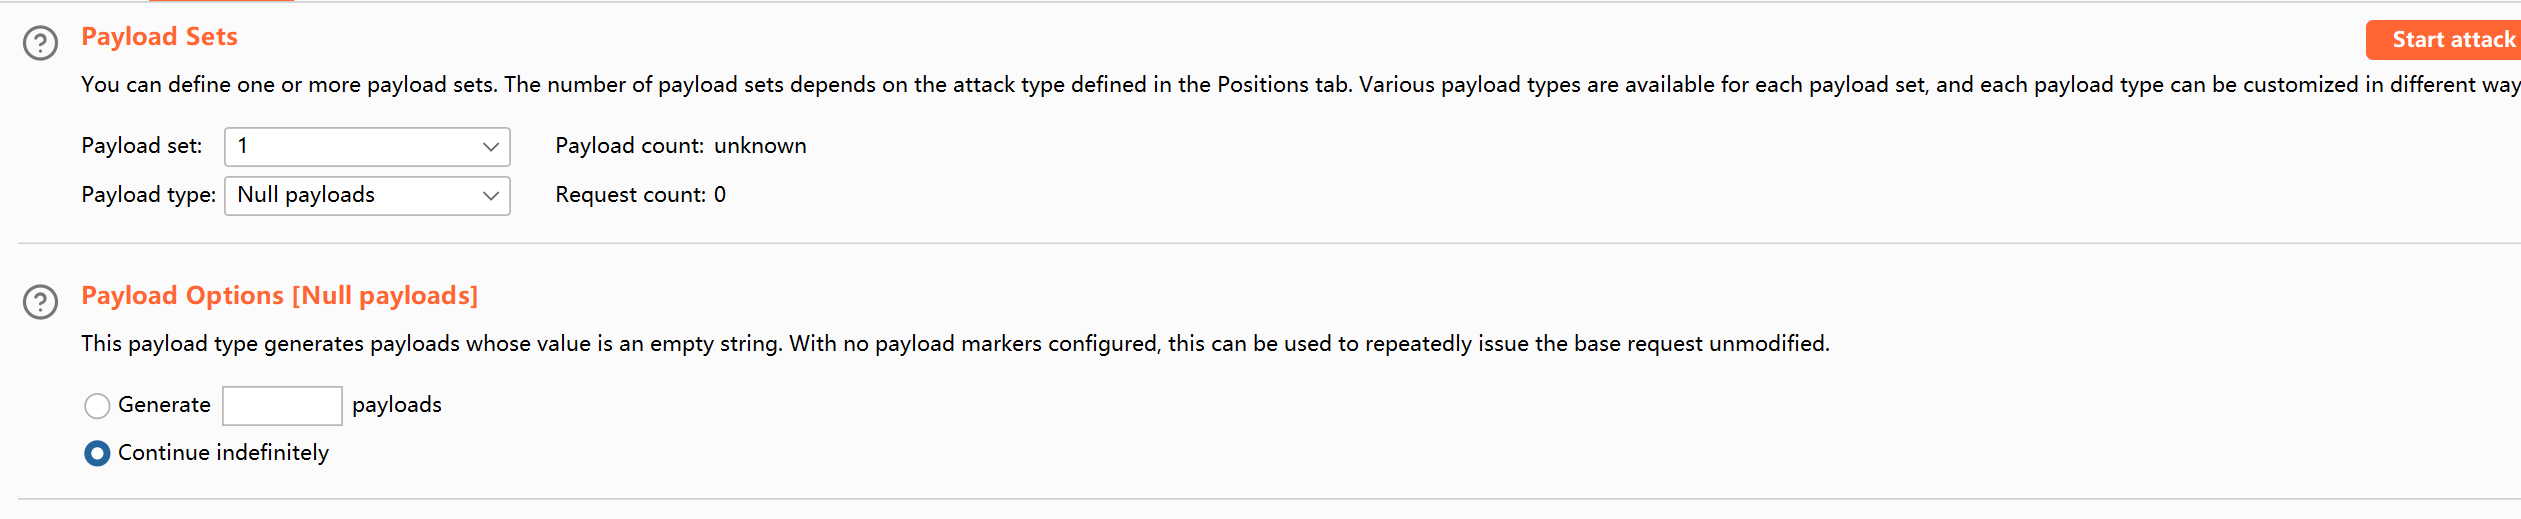 Payload Sets
Start attack
You can define one or more payload sets. The number of payload sets depends on the attack type defined in the Positions tab. Various payload types are available for each payload set, and each payload type can be customized in different way
Payload set: 1 Payload count: unknown
Payload type: Null payloads Request count: 0
Payload Options [Null payloads]
This payload type generates payloads whose value is an empty string. With no payload markers configured, this can be used to repeatedly issue the base request unmodified.
Generate payloads
Continue indefinitely